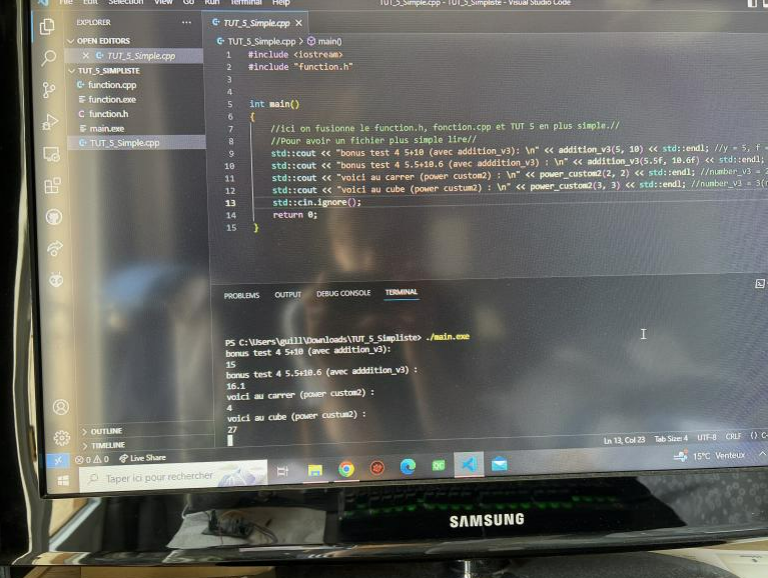 File Edit Selection View Go Run Terminal Help TUT_5_Simple.cpp - TUT_5_Simpliste - Visual Studio Code
EXPLORER ...
OPEN EDITORS
TUT_5_Simple.cpp
TUT_5_SIMPLISTE
function.cpp
function.exe
function.h
main.exe
TUT_5_Simple.cpp
OUTLINE
TIMELINE
TUT_5_Simple.cpp
TUT_5_Simple.cpp > main()
1 #include <iostream>
2 #include "function.h"
3
4
5 int main()
6 {
7 //ici on fusionne le function.h, fonction.cpp et TUT 5 en plus simple.//
8 //Pour avoir un fichier plus simple lire//
9 std::cout << "bonus test 4 5+10 (avec addition_v3): \n" << addition_v3(5, 10) << std::endl; //y = 5, f =
10 std::cout << "bonus test 4 5.5+10.6 (avec adddition_v3) : \n" << addition_v3(5.5f, 10.6f) << std::endl;
11 std::cout << "voici au carrer (power custom2) : \n" << power_custom2(2, 2) << std::endl; //number_v3 = 2
12 std::cout << "voici au cube (power custum2) : \n" << power_custom2(3, 3) << std::endl; //number_v3 = 3(
13 std::cin.ignore();
14 return 0;
15 }
PROBLEMS OUTPUT DEBUG CONSOLE TERMINAL
PS C:\Users\guill\Downloads\TUT_5_Simpliste> ./main.exe
bonus test 4 5+10 (avec addition_v3):
15
bonus test 4 5.5+10.6 (avec adddition_v3) :
16.1
voici au carrer (power custom2) :
4
voici au cube (power custum2) :
27
0 0 Live Share Ln 13, Col 23 Tab Size: 4 UTF-8 CRLF {} C
Taper ici pour rechercher QC 15°C Venteux
SAMSUNG